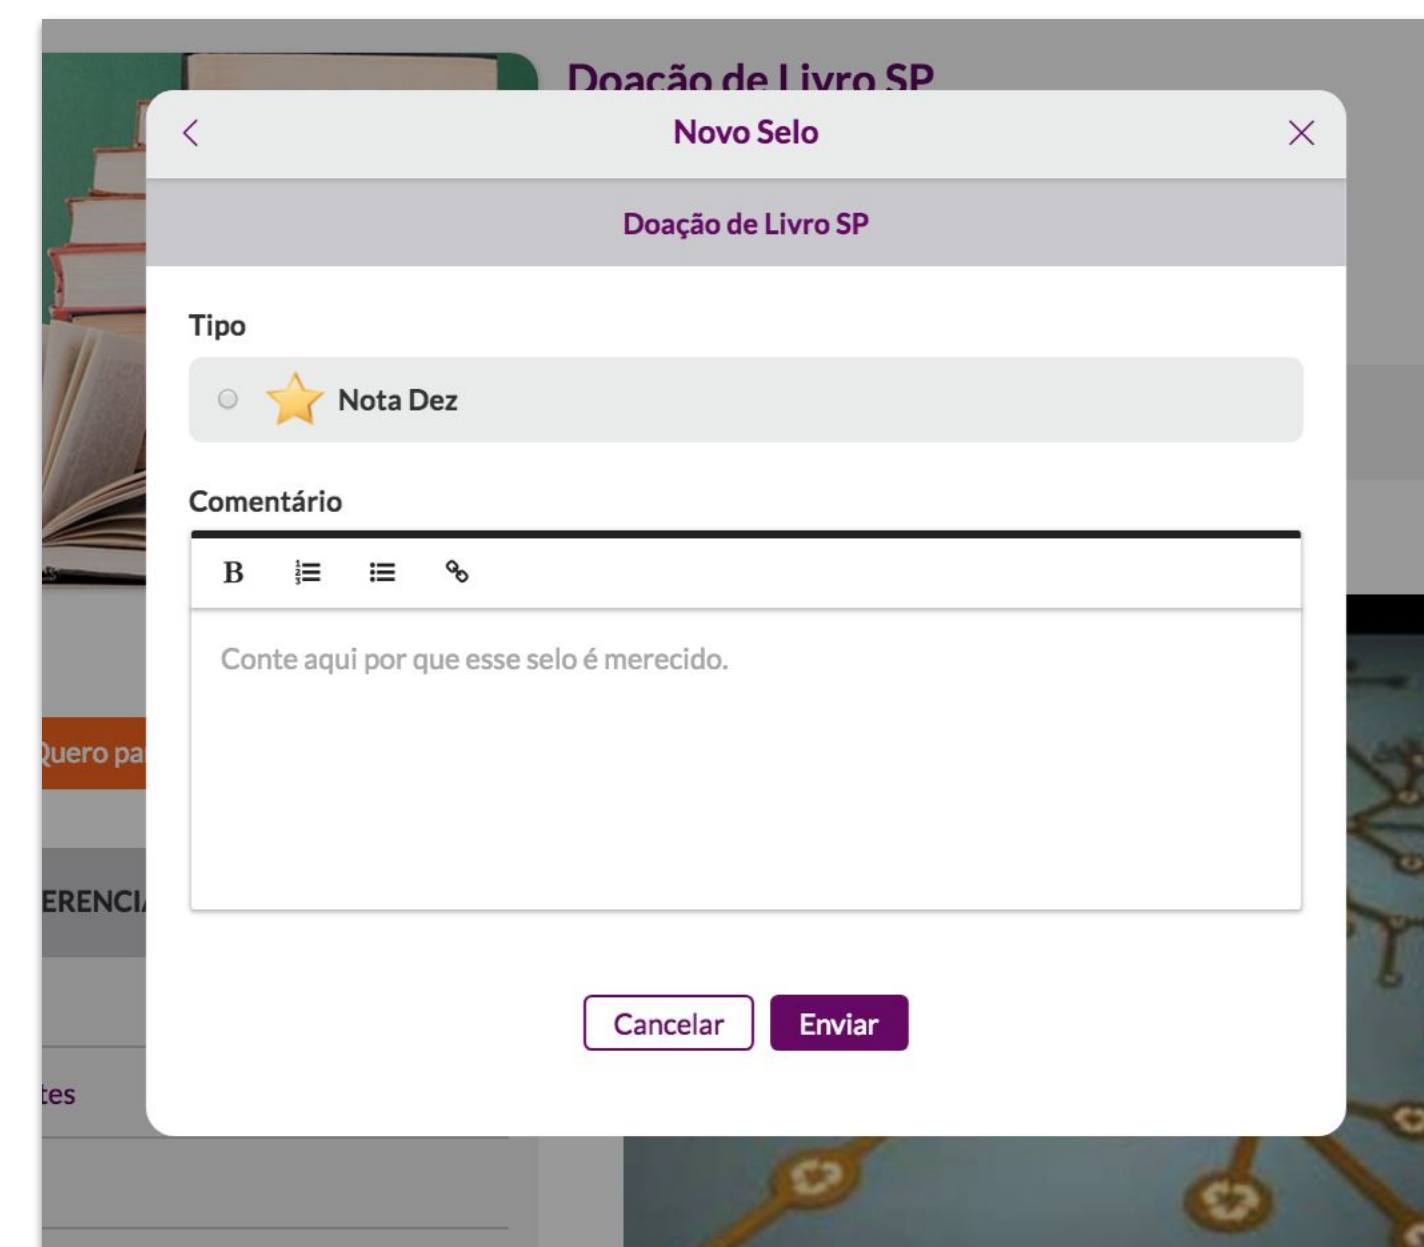 Doação de Livro SP
Novo Selo
Doação de Livro SP
Tipo
Nota Dez
Comentário
B
Conte aqui por que esse selo é merecido.
Quero
Cancelar
Enviar